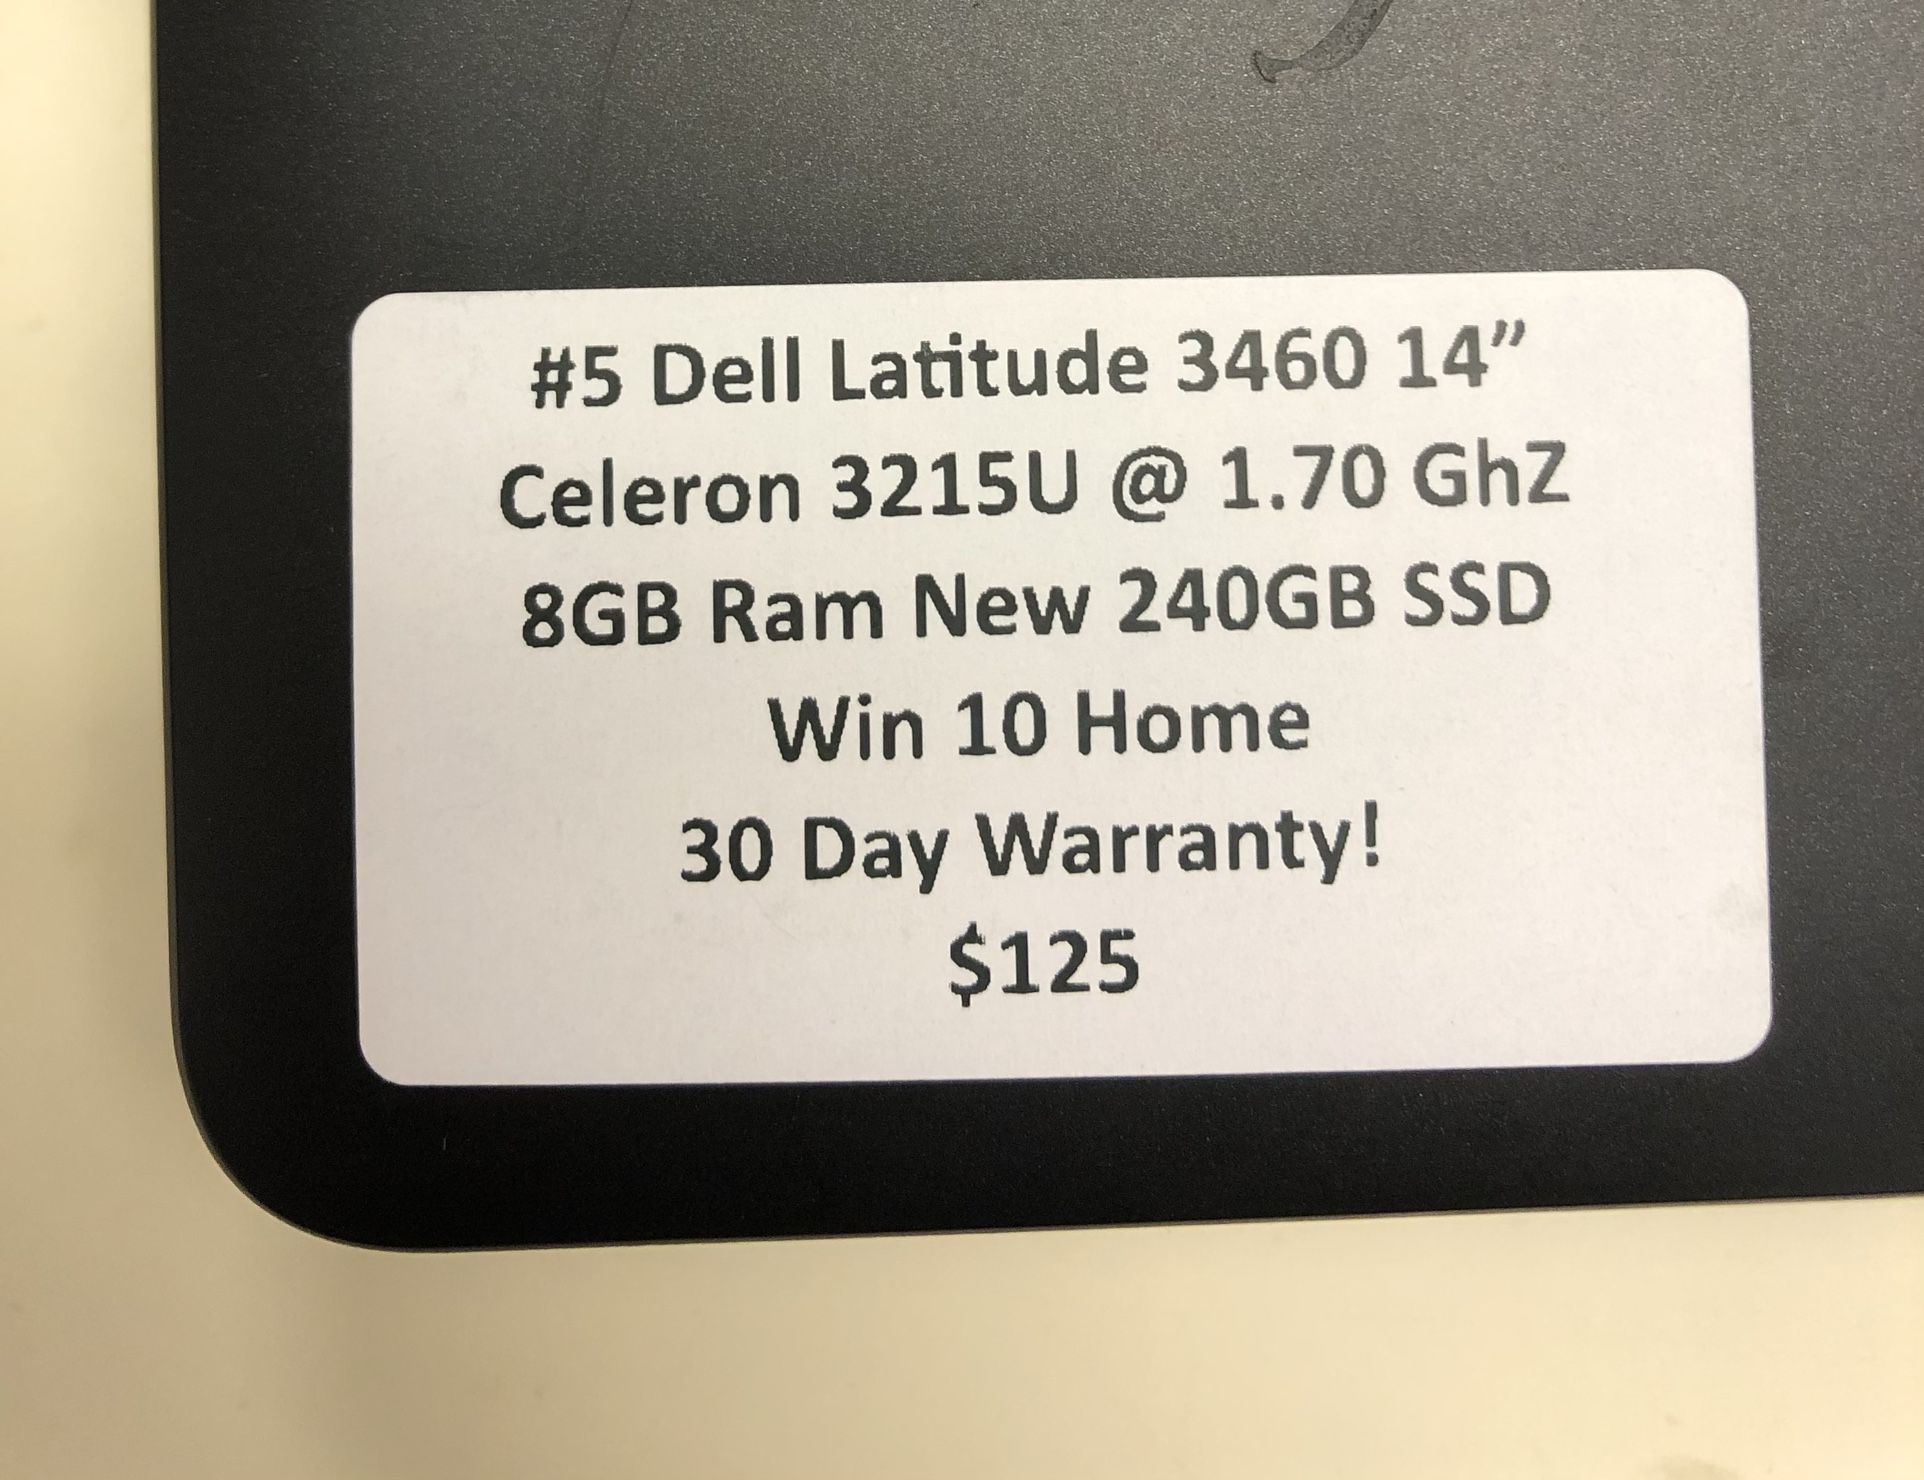 #5 Dell Latitude 3460 14”
Celeron 3215U @ 1.70 GhZ
8GB Ram New 240GB SSD
Win 10 Home
30 Day Warranty!
$125